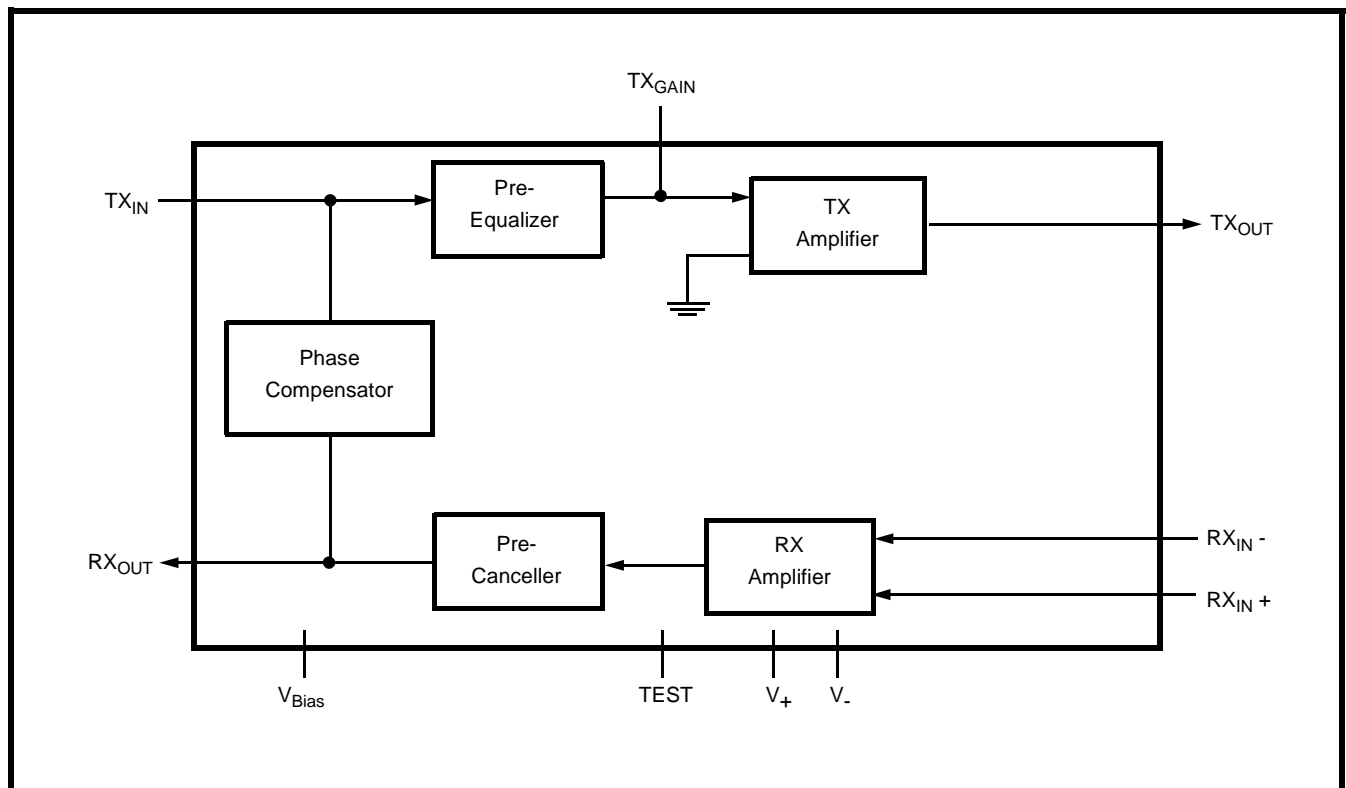 TXGAIN
TXIN
Pre-
Equalizer
TX
Amplifier
TXOUT
Phase
Compensator
RXOUT
Pre-
Canceller
RX
Amplifier
RXIN -
RXIN +
VBias
TEST
V+
V-